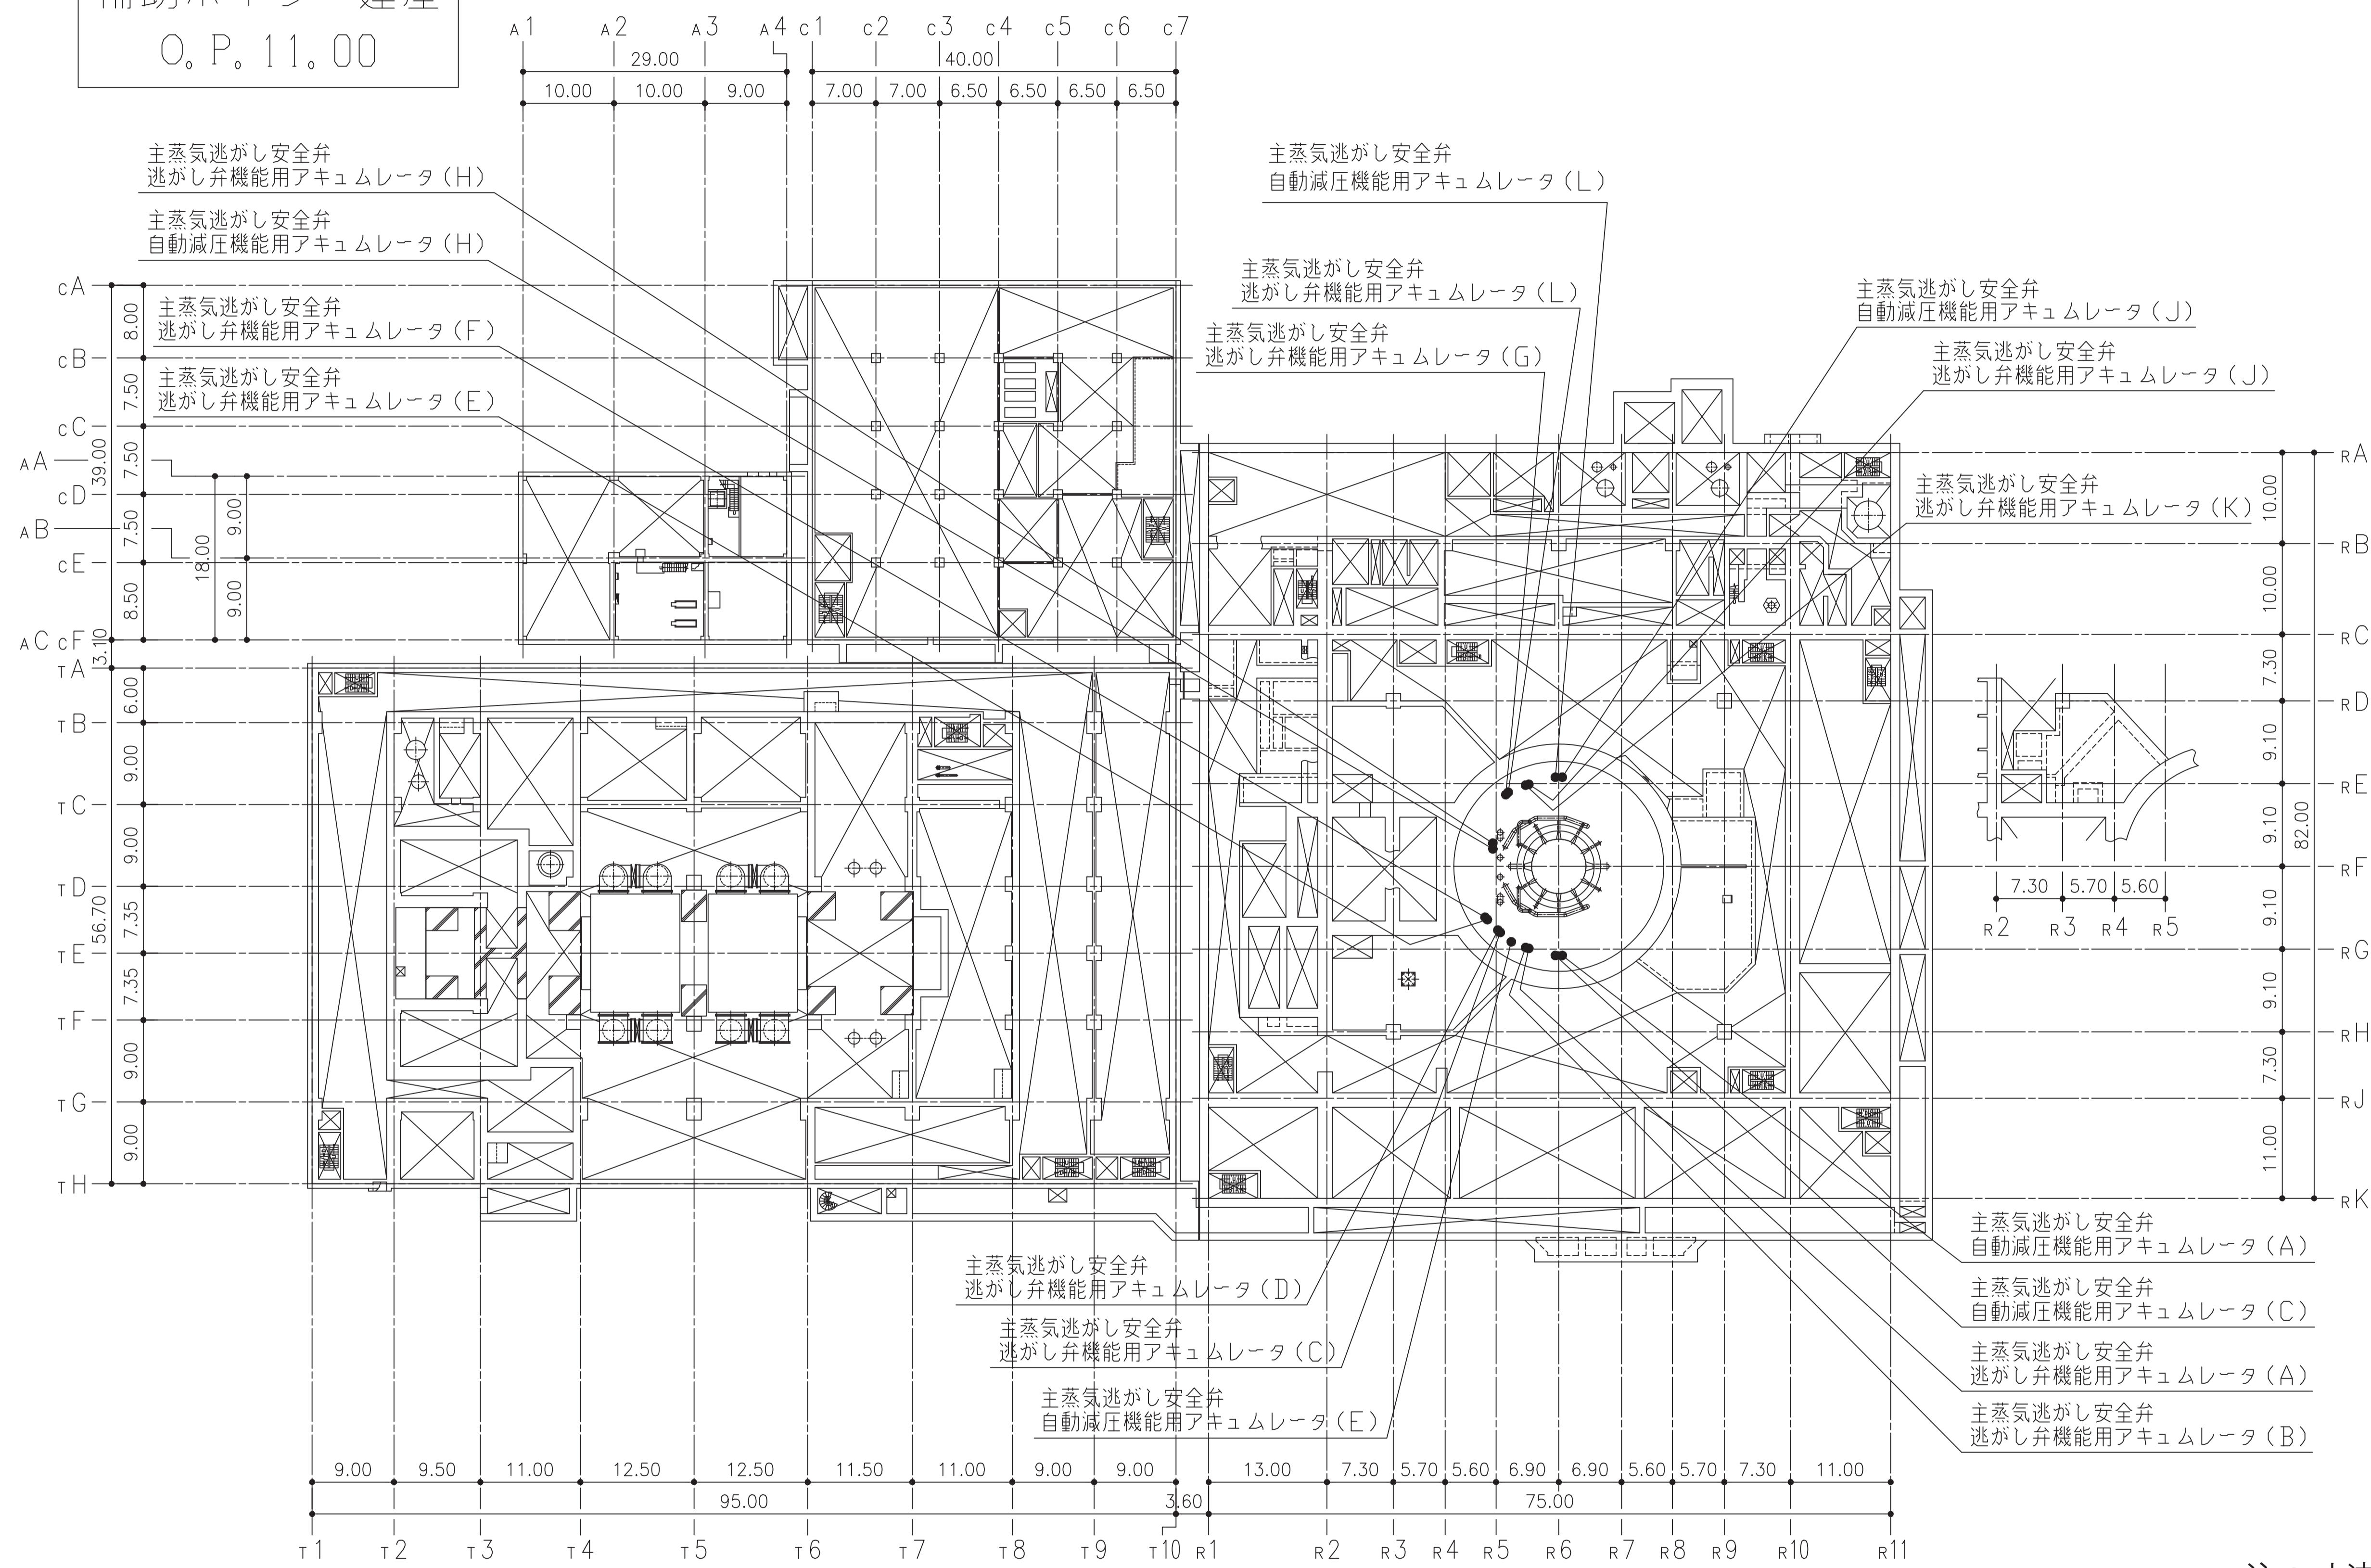 補助ボイラー建屋
O.P.11.00
A1 A2 A3 A4 C1 C2 C3 C4 C5 C6 C7
29.00 40.00
10.00 10.00 9.00 7.00 7.00 6.50 6.50 6.50 6.50
主蒸気逃がし安全弁
逃がし弁機能用アキュムレータ(H)
主蒸気逃がし安全弁
自動減圧機能用アキュムレータ(H)
主蒸気逃がし安全弁
逃がし弁機能用アキュムレータ(F)
主蒸気逃がし安全弁
逃がし弁機能用アキュムレータ(E)
主蒸気逃がし安全弁
自動減圧機能用アキュムレータ(L)
主蒸気逃がし安全弁
逃がし弁機能用アキュムレータ(L)
主蒸気逃がし安全弁
逃がし弁機能用アキュムレータ(G)
主蒸気逃がし安全弁
自動減圧機能用アキュムレータ(J)
主蒸気逃がし安全弁
逃がし弁機能用アキュムレータ(J)
主蒸気逃がし安全弁
逃がし弁機能用アキュムレータ(K)
cA
cB
cC
AA
cD
AB
cE
AC cF
TA
TB
TC
TD
TE
TF
TG
TH
8.00
7.50
7.50
7.50
8.50
39.00
3.10
18.00
9.00
9.00
6.00
9.00
9.00
7.35
7.35
9.00
9.00
56.70
RA
RB
RC
RD
RE
RF
RG
RH
RJ
RK
10.00
10.00
7.30
9.10
9.10
9.10
9.10
7.30
11.00
82.00
7.30 5.70 5.60
R2 R3 R4 R5
主蒸気逃がし安全弁
逃がし弁機能用アキュムレータ(D)
主蒸気逃がし安全弁
逃がし弁機能用アキュムレータ(C)
主蒸気逃がし安全弁
自動減圧機能用アキュムレータ(E)
主蒸気逃がし安全弁
自動減圧機能用アキュムレータ(A)
主蒸気逃がし安全弁
自動減圧機能用アキュムレータ(C)
主蒸気逃がし安全弁
逃がし弁機能用アキュムレータ(A)
主蒸気逃がし安全弁
逃がし弁機能用アキュムレータ(B)
9.00 9.50 11.00 12.50 12.50 11.50 11.00 9.00 9.00 13.00 7.30 5.70 5.60 6.90 6.90 5.60 5.70 7.30 11.00
95.00 3.60 75.00
T1 T2 T3 T4 T5 T6 T7 T8 T9 T10 R1 R2 R3 R4 R5 R6 R7 R8 R9 R10 R11